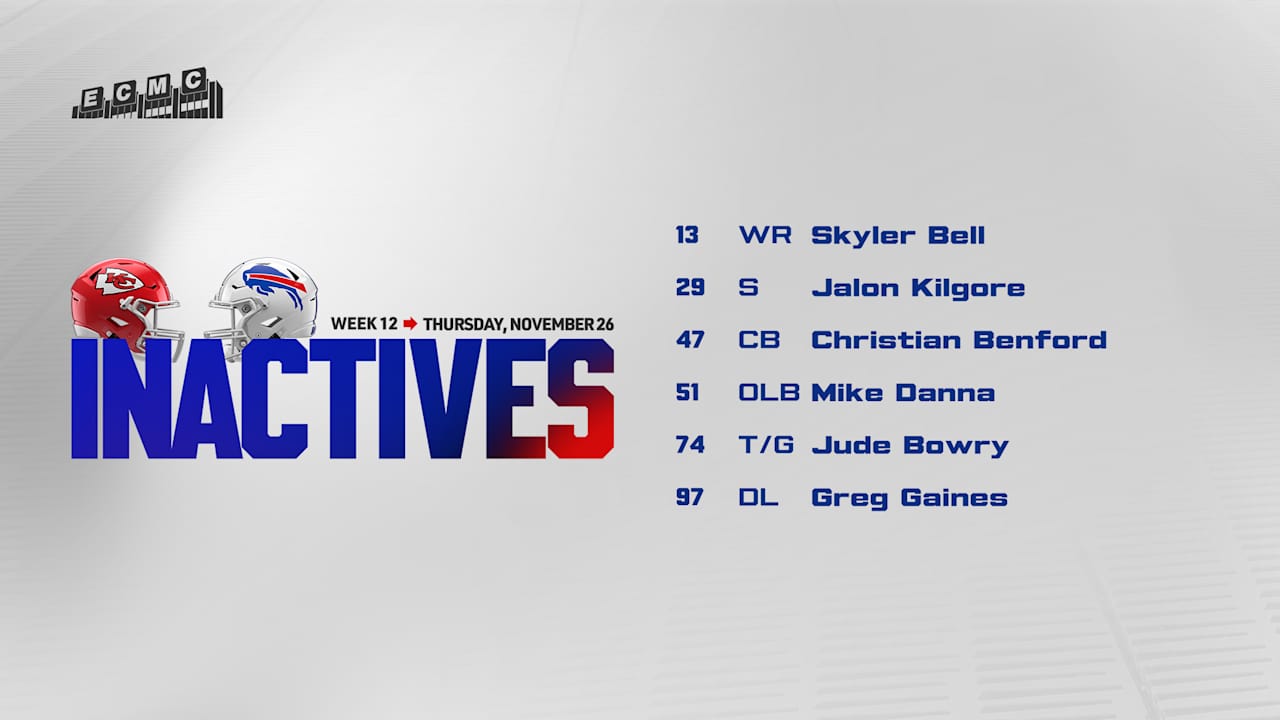 ECMC
KC
WEEK 12 → THURSDAY, NOVEMBER 26
INACTIVES
13 WR Skyler Bell
29 S Jalon Kilgore
47 CB Christian Benford
51 OLB Mike Danna
74 T/G Jude Bowry
97 DL Greg Gaines